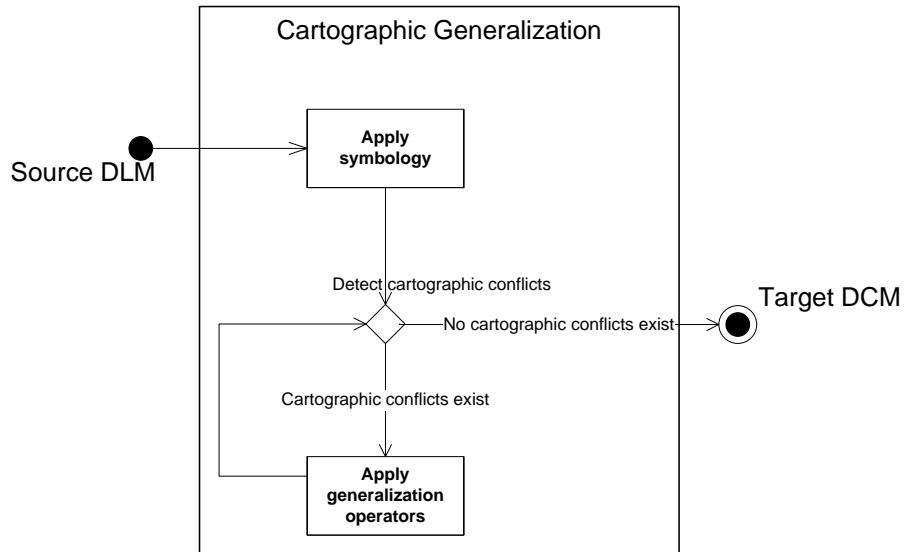 Cartographic Generalization
Apply
symbology
Source DLM
Detect cartographic conflicts
Target DCM
No cartographic conflicts exist
Cartographic conflicts exist
Apply
generalization
operators